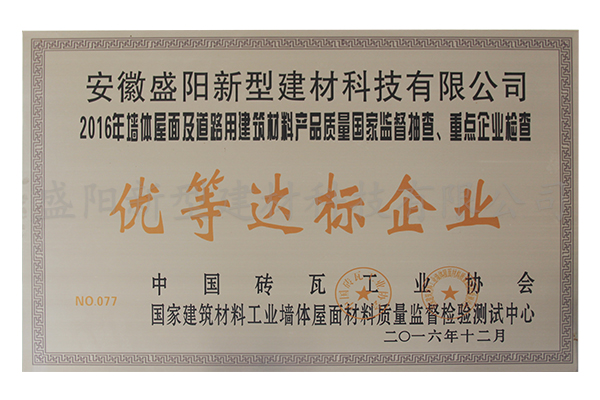 安徽盛阳新型建材科技有限公司
2016年墙体屋面及道路用建筑材料产品质量国家监督抽查、重点企业检查
优等达标企业
中国砖瓦工业协会
NO.077
国家建筑材料工业墙体屋面材料质量监督检验测试中心
二〇一六年十二月